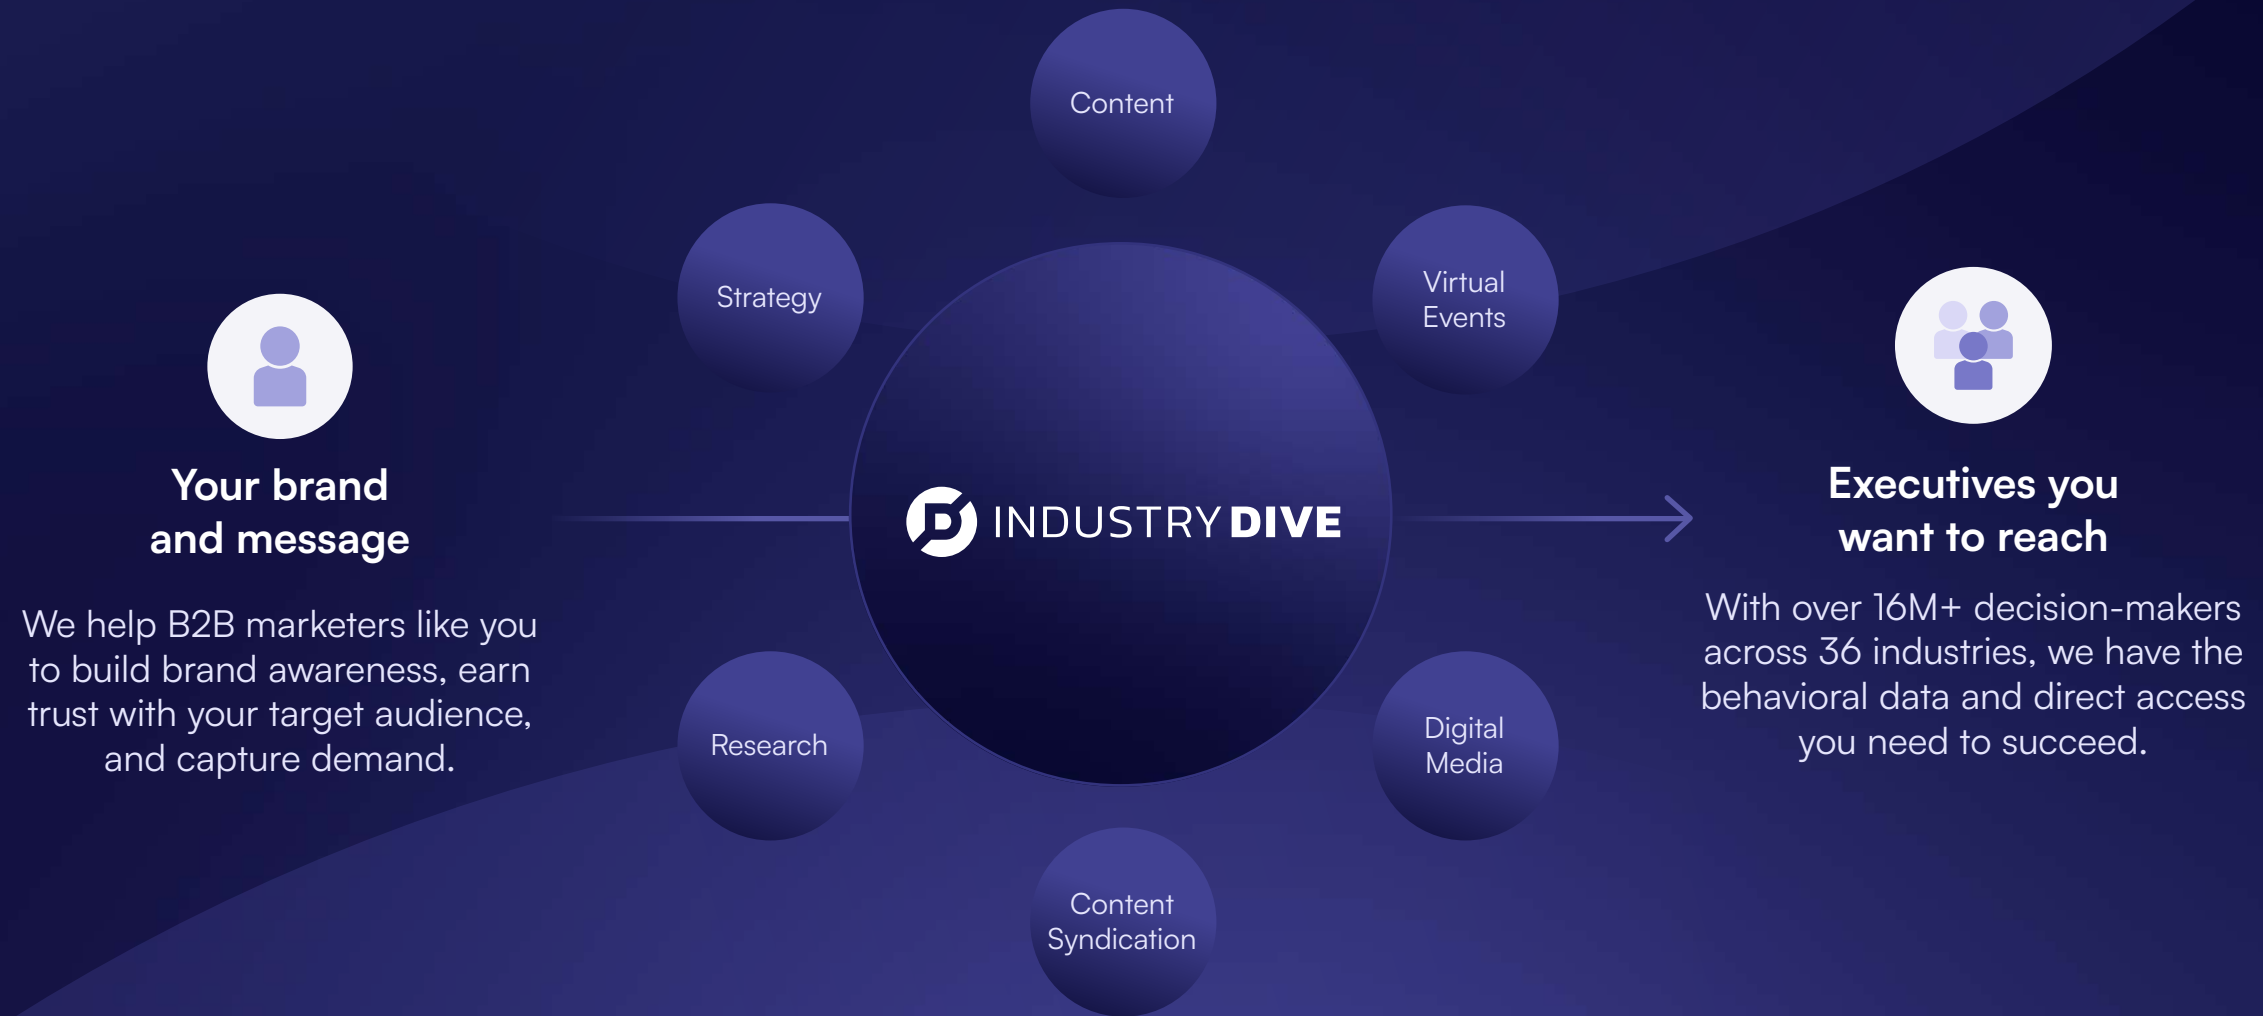 Content
Strategy
Virtual
Events
Your brand
and message
We help B2B marketers like you
to build brand awareness, earn
trust with your target audience,
and capture demand.
INDUSTRY DIVE
Executives you
want to reach
With over 16M+ decision-makers
across 36 industries, we have the
behavioral data and direct access
you need to succeed.
Research
Digital
Media
Content
Syndication